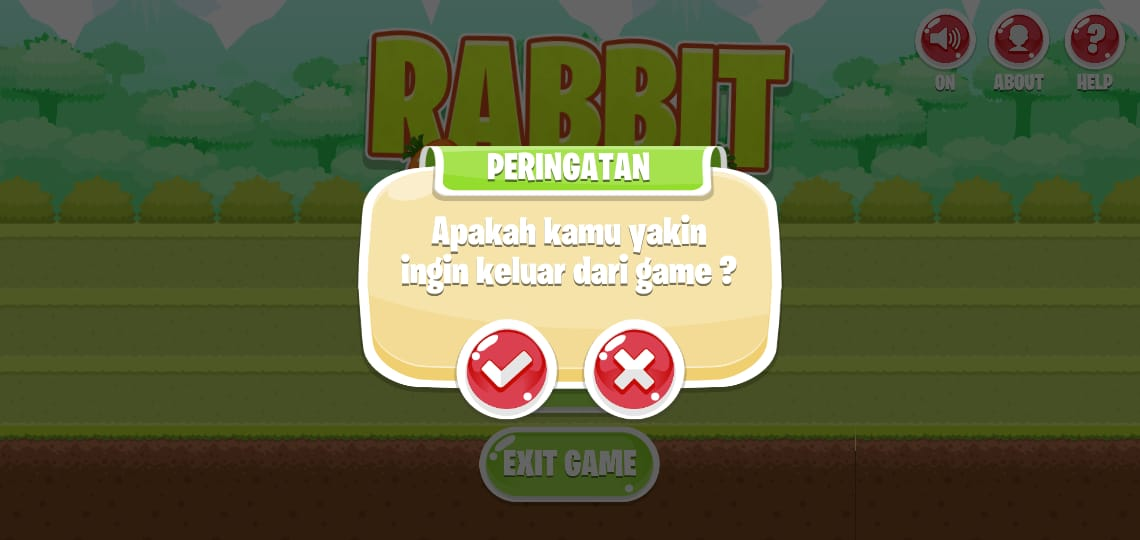 RABBIT
ON
ABOUT
HELP
PERINGATAN
Apakah kamu yakin
ingin keluar dari game ?
EXIT GAME